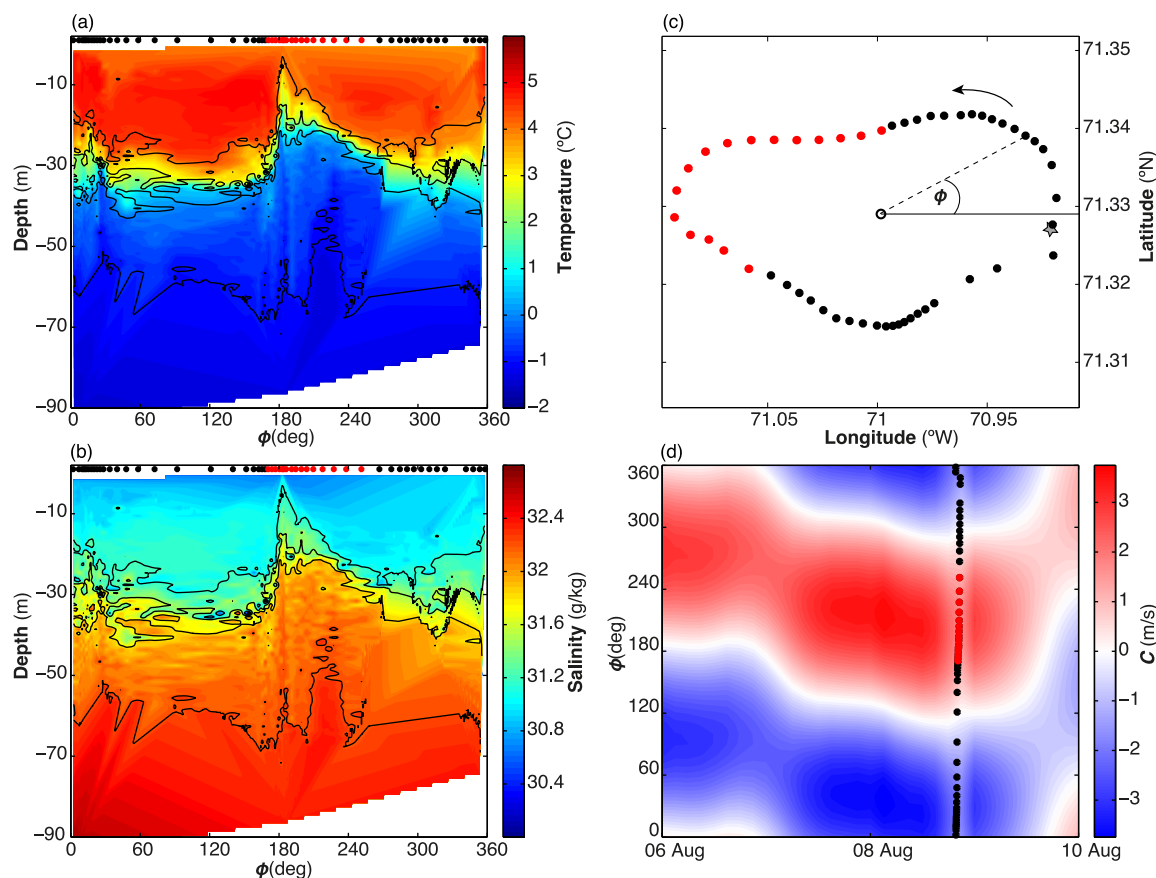 (a)
−10
−30
−50
−70
−90
Depth (m)
0 60 120 180 240 300 360
ϕ(deg)
5
4
3
2
1
0
−1
−2
Temperature (ºC)
(c)
71.35
71.34
71.33
71.32
71.31
Latitude (ºN)
ϕ
71.05 71 70.95
Longitude (ºW)
(b)
−10
−30
−50
−70
−90
Depth (m)
0 60 120 180 240 300 360
ϕ(deg)
32.4
32
31.6
31.2
30.8
30.4
Salinity (g/kg)
(d)
360
300
240
180
120
60
0
ϕ(deg)
06 Aug 08 Aug 10 Aug
3
2
1
0
−1
−2
−3
C (m/s)